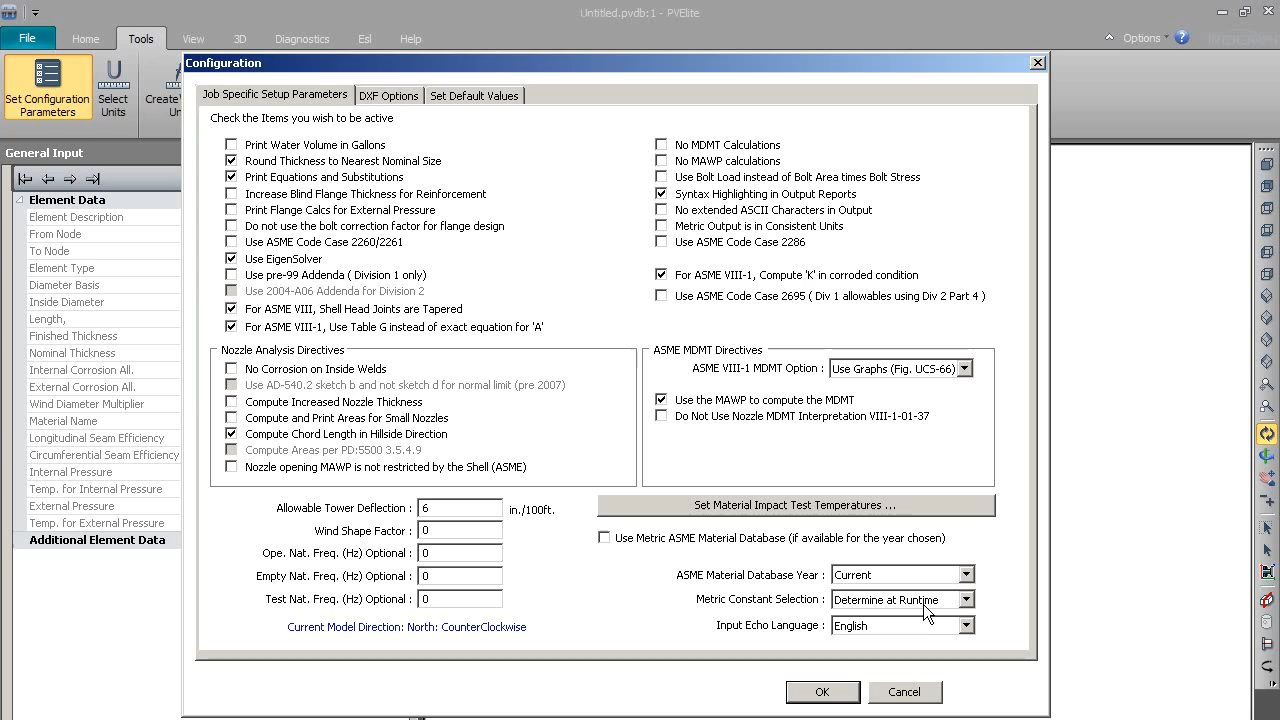 Untitled.pvdb:1 - PVElite
File
Home
Tools
View
3D
Diagnostics
Esl
Help
Options
Set Configuration
Parameters
Select
Units
Create
General Input
Element Data
Element Description
From Node
To Node
Element Type
Diameter Basis
Inside Diameter
Length,
Finished Thickness
Nominal Thickness
Internal Corrosion All.
External Corrosion All.
Wind Diameter Multiplier
Material Name
Longitudinal Seam Efficiency
Circumferential Seam Efficiency
Internal Pressure
Temp. for Internal Pressure
External Pressure
Temp. for External Pressure
Additional Element Data
Configuration
Job Specific Setup Parameters
DXF Options
Set Default Values
Check the Items you wish to be active
Print Water Volume in Gallons
Round Thickness to Nearest Nominal Size
Print Equations and Substitutions
Increase Blind Flange Thickness for Reinforcement
Print Flange Calcs for External Pressure
Do not use the bolt correction factor for flange design
Use ASME Code Case 2260/2261
Use EigenSolver
Use pre-99 Addenda ( Division 1 only)
Use 2004-A06 Addenda for Division 2
For ASME VIII, Shell Head Joints are Tapered
For ASME VIII-1, Use Table G instead of exact equation for 'A'
No MDMT Calculations
No MAWP calculations
Use Bolt Load instead of Bolt Area times Bolt Stress
Syntax Highlighting in Output Reports
No extended ASCII Characters in Output
Metric Output is in Consistent Units
Use ASME Code Case 2286
For ASME VIII-1, Compute 'K' in corroded condition
Use ASME Code Case 2695 ( Div 1 allowables using Div 2 Part 4 )
Nozzle Analysis Directives
No Corrosion on Inside Welds
Use AD-540.2 sketch b and not sketch d for normal limit (pre 2007)
Compute Increased Nozzle Thickness
Compute and Print Areas for Small Nozzles
Compute Chord Length in Hillside Direction
Compute Areas per PD:5500 3.5.4.9
Nozzle opening MAWP is not restricted by the Shell (ASME)
ASME MDMT Directives
ASME VIII-1 MDMT Option : Use Graphs (Fig. UCS-66)
Use the MAWP to compute the MDMT
Do Not Use Nozzle MDMT Interpretation VIII-1-01-37
Allowable Tower Deflection : 6 in./100ft.
Wind Shape Factor : 0
Ope. Nat. Freq. (Hz) Optional : 0
Empty Nat. Freq. (Hz) Optional : 0
Test Nat. Freq. (Hz) Optional : 0
Current Model Direction: North: CounterClockwise
Set Material Impact Test Temperatures ...
Use Metric ASME Material Database (if available for the year chosen)
ASME Material Database Year : Current
Metric Constant Selection : Determine at Runtime
Input Echo Language : English
OK
Cancel